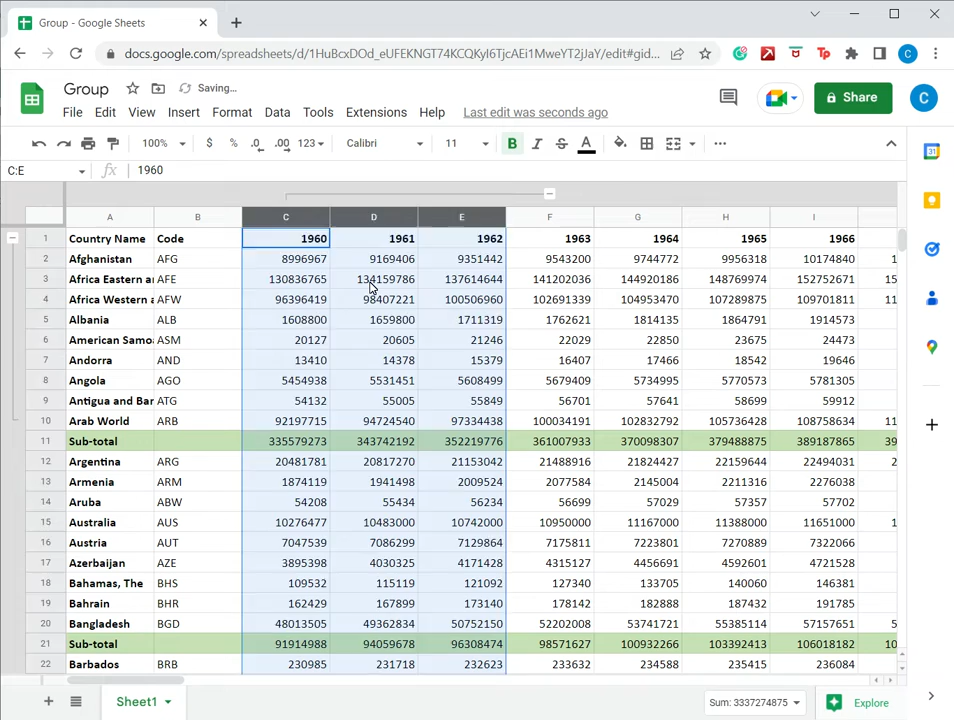 Group - Google Sheets
docs.google.com/spreadsheets/d/1HuBcxDOd_eUFEKNGT74KCQKyI6TjcAEi1MweYT2jJaY/edit#gid...
C
Group Saving...
File Edit View Insert Format Data Tools Extensions Help Last edit was seconds ago
Share
C
100% $ % .0 .00 123 Calibri 11 B I S A
31
C:E fx 1960
A B C D E F G H I
1 Country Name Code 1960 1961 1962 1963 1964 1965 1966
2 Afghanistan AFG 8996967 9169406 9351442 9543200 9744772 9956318 10174840 1
3 Africa Eastern a AFE 130836765 134159786 137614644 141202036 144920186 148769974 152752671 15
4 Africa Western a AFW 96396419 98407221 100506960 102691339 104953470 107289875 109701811 11
5 Albania ALB 1608800 1659800 1711319 1762621 1814135 1864791 1914573
6 American Samo ASM 20127 20605 21246 22029 22850 23675 24473
7 Andorra AND 13410 14378 15379 16407 17466 18542 19646
8 Angola AGO 5454938 5531451 5608499 5679409 5734995 5770573 5781305
9 Antigua and Bar ATG 54132 55005 55849 56701 57641 58699 59912
10 Arab World ARB 92197715 94724540 97334438 100034191 102832792 105736428 108758634 11
11 Sub-total 335579273 343742192 352219776 361007933 370098307 379488875 389187865 39
12 Argentina ARG 20481781 20817270 21153042 21488916 21824427 22159644 22494031 2
13 Armenia ARM 1874119 1941498 2009524 2077584 2145004 2211316 2276038
14 Aruba ABW 54208 55434 56234 56699 57029 57357 57702
15 Australia AUS 10276477 10483000 10742000 10950000 11167000 11388000 11651000 1
16 Austria AUT 7047539 7086299 7129864 7175811 7223801 7270889 7322066
17 Azerbaijan AZE 3895398 4030325 4171428 4315127 4456691 4592601 4721528
18 Bahamas, The BHS 109532 115119 121092 127340 133705 140060 146381
19 Bahrain BHR 162429 167899 173140 178142 182888 187432 191785
20 Bangladesh BGD 48013505 49362834 50752150 52202008 53741721 55385114 57157651 5
21 Sub-total 91914988 94059678 96308474 98571627 100932266 103392413 106018182 10
22 Barbados BRB 230985 231718 232623 233632 234588 235415 236084
Sheet1 Sum: 3337274875 Explore